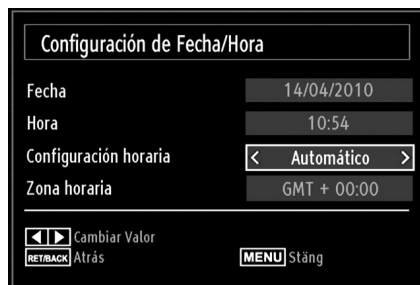 Configuración de Fecha/Hora
Fecha 14/04/2010
Hora 10:54
Configuración horaria < Automático >
Zona horaria GMT + 00:00
Cambiar Valor
RET/BACK Atrás MENU Stäng